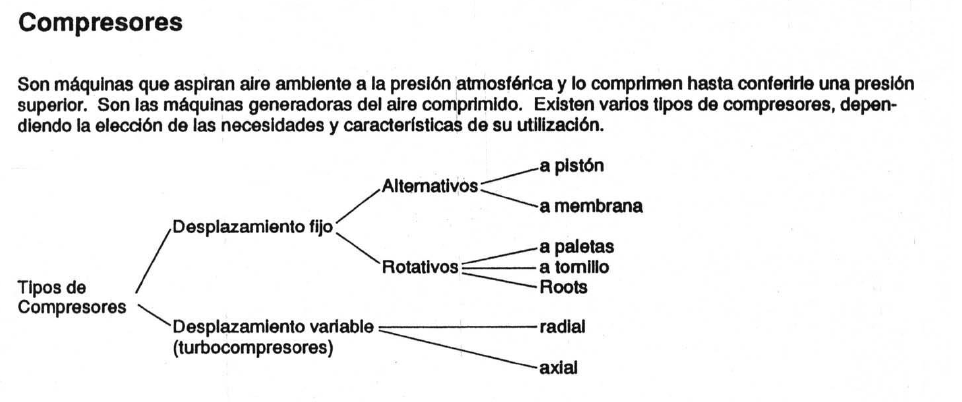 Compresores
Son máquinas que aspiran aire ambiente a la presión atmosférica y lo comprimen hasta conferirle una presión
superior. Son las máquinas generadoras del aire comprimido. Existen varios tipos de compresores, depen-
diendo la elección de las necesidades y características de su utilización.
a pistón
Alternativos
a membrana
Desplazamiento fijo
a paletas
Rotativos
a tornillo
Roots
Tipos de
Compresores
Desplazamiento variable
(turbocompresores)
radial
axial